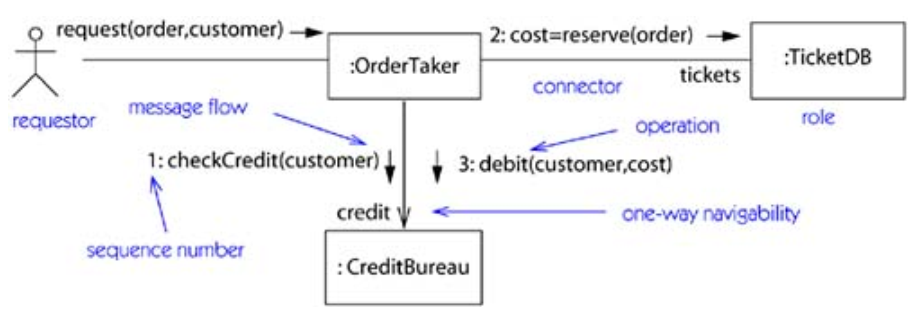 request(order,customer)
2: cost=reserve(order)
:OrderTaker
:TicketDB
tickets
connector
message flow
requestor
operation
role
1: checkCredit(customer)
3: debit(customer,cost)
credit
one-way navigability
sequence number
: CreditBureau